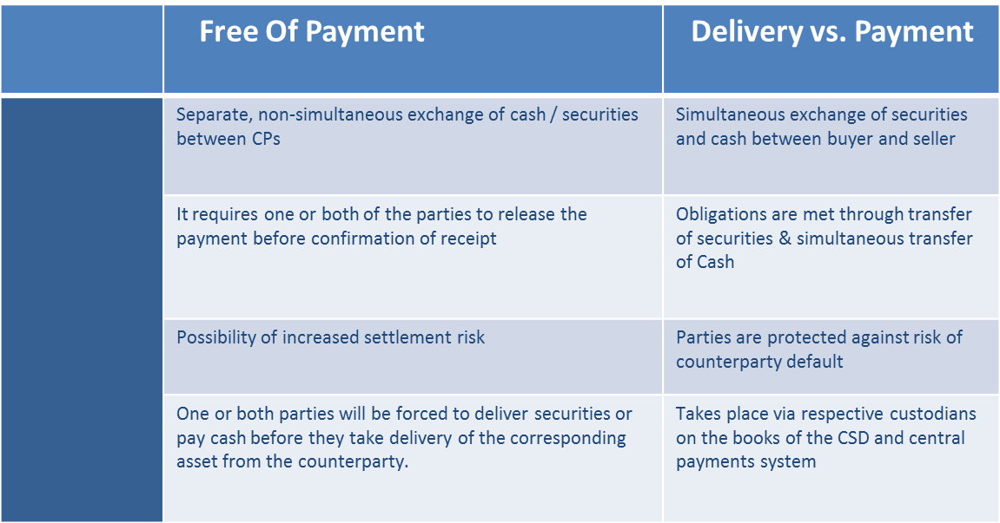 Free Of Payment
Delivery vs. Payment
Separate, non-simultaneous exchange of cash / securities
between CPs
Simultaneous exchange of securities
and cash between buyer and seller
It requires one or both of the parties to release the
payment before confirmation of receipt
Obligations are met through transfer
of securities & simultaneous transfer
of Cash
Possibility of increased settlement risk
Parties are protected against risk of
counterparty default
One or both parties will be forced to deliver securities or
pay cash before they take delivery of the corresponding
asset from the counterparty.
Takes place via respective custodians
on the books of the CSD and central
payments system